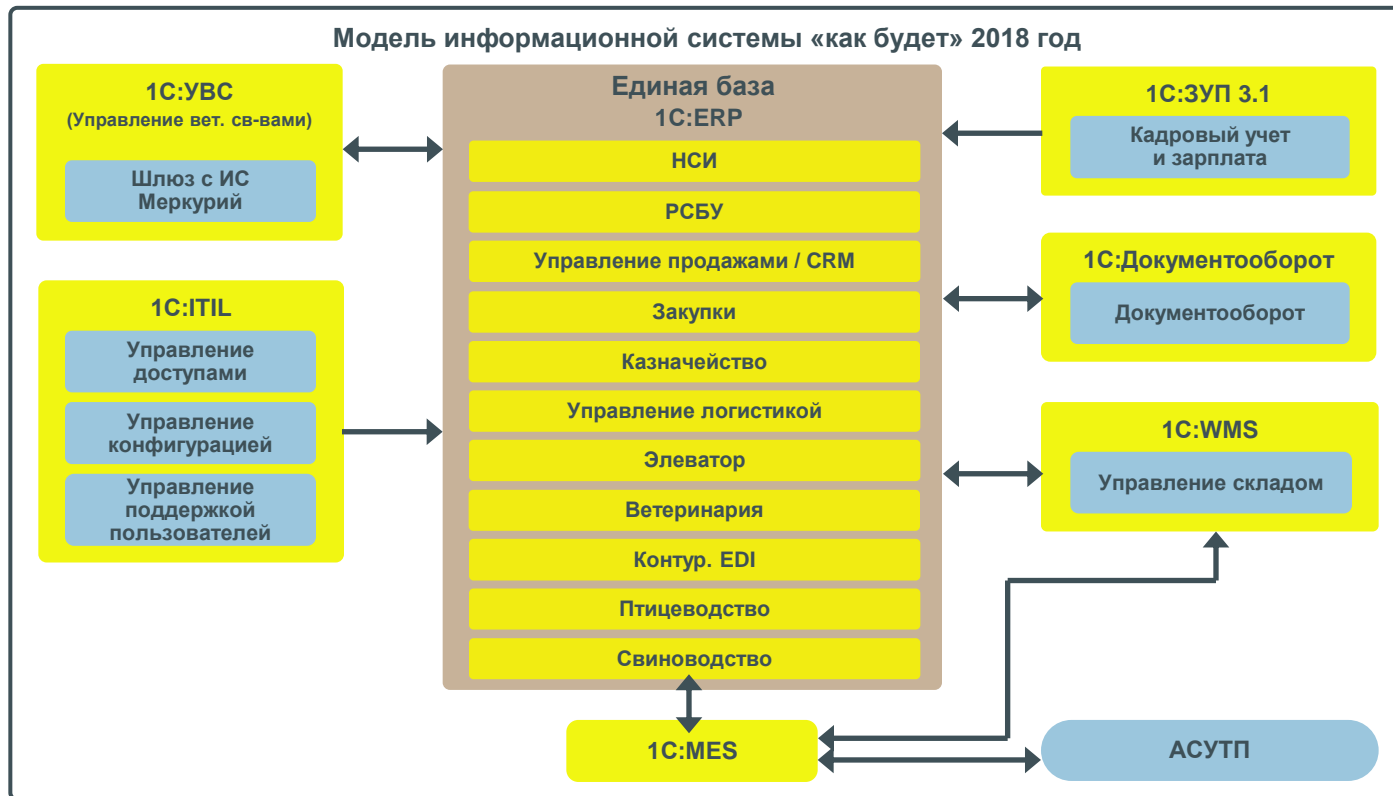 Модель информационной системы «как будет» 2018 год
1С:УВС
(Управление вет. св-вами)
Шлюз с ИС
Меркурий
1С:ITIL
Управление
доступами
Управление
конфигурацией
Управление
поддержкой
пользователей
Единая база
1С:ERP
НСИ
РСБУ
Управление продажами / CRM
Закупки
Казначейство
Управление логистикой
Элеватор
Ветеринария
Контур. EDI
Птицеводство
Свиноводство
1С:MES
1С:ЗУП 3.1
Кадровый учет
и зарплата
1С:Документооборот
Документооборот
1С:WMS
Управление складом
АСУТП